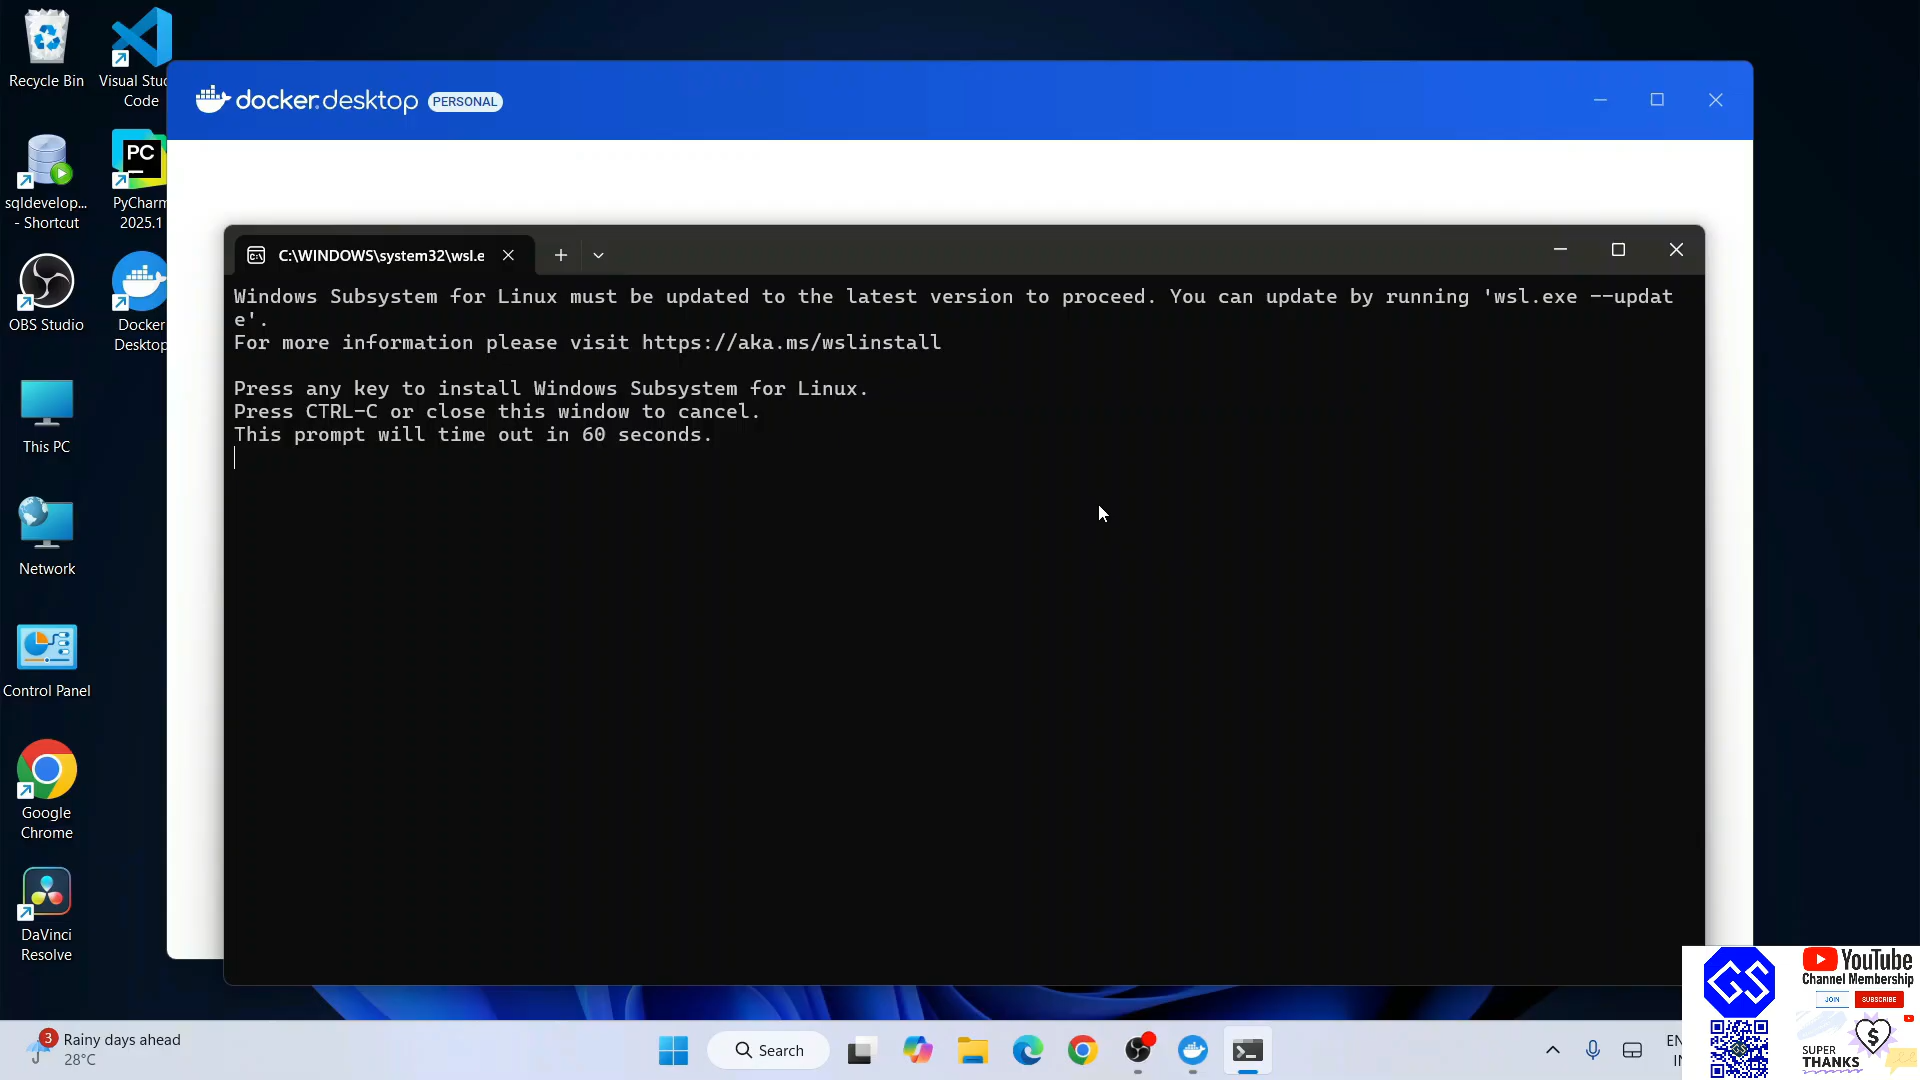 Recycle Bin
Visual Stud
Code
sqldevelop...
- Shortcut
PC
PyCharm
2025.1
OBS Studio
Docker
Desktop
This PC
Network
Control Panel
Google
Chrome
DaVinci
Resolve
docker.desktop PERSONAL
C:\WINDOWS\system32\wsl.e
Windows Subsystem for Linux must be updated to the latest version to proceed. You can update by running 'wsl.exe --updat
e'.
For more information please visit https://aka.ms/wslinstall
Press any key to install Windows Subsystem for Linux.
Press CTRL-C or close this window to cancel.
This prompt will time out in 60 seconds.
3
Rainy days ahead
28°C
Search
GS
YouTube
Channel Membership
JOIN
SUBSCRIBE
SUPER
THANKS
$